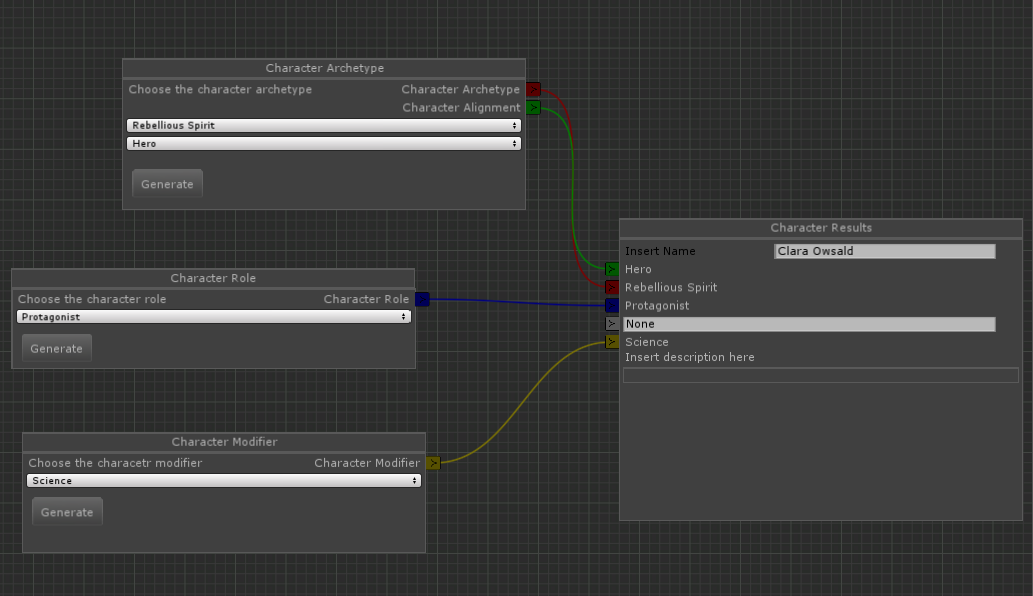 Character Archetype
Choose the character archetype Character Archetype
Character Alignment
Rebellious Spirit
Hero
Generate
Character Role
Choose the character role Character Role
Protagonist
Generate
Character Modifier
Choose the characetr modifier Character Modifier
Science
Generate
Character Results
Insert Name Clara Owsald
Hero
Rebellious Spirit
Protagonist
None
Science
Insert description here